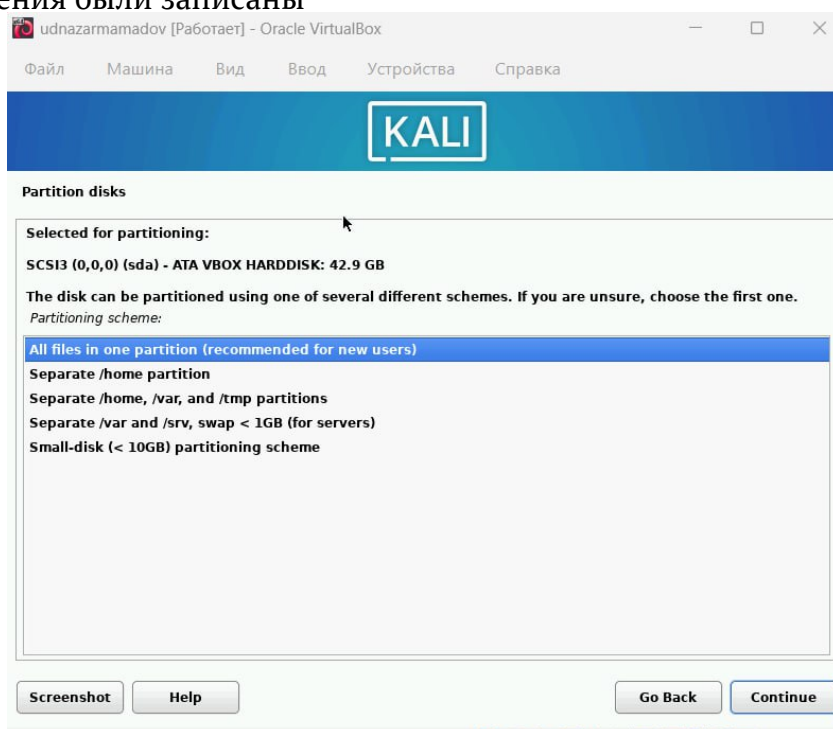 ения были записаны
udnazarmamadov [Работает] - Oracle VirtualBox
Файл Машина Вид Ввод Устройства Справка
KALI
Partition disks
Selected for partitioning:
SCSI3 (0,0,0) (sda) - ATA VBOX HARDDISK: 42.9 GB
The disk can be partitioned using one of several different schemes. If you are unsure, choose the first one.
Partitioning scheme:
All files in one partition (recommended for new users)
Separate /home partition
Separate /home, /var, and /tmp partitions
Separate /var and /srv, swap < 1GB (for servers)
Small-disk (< 10GB) partitioning scheme
Screenshot Help Go Back Continue